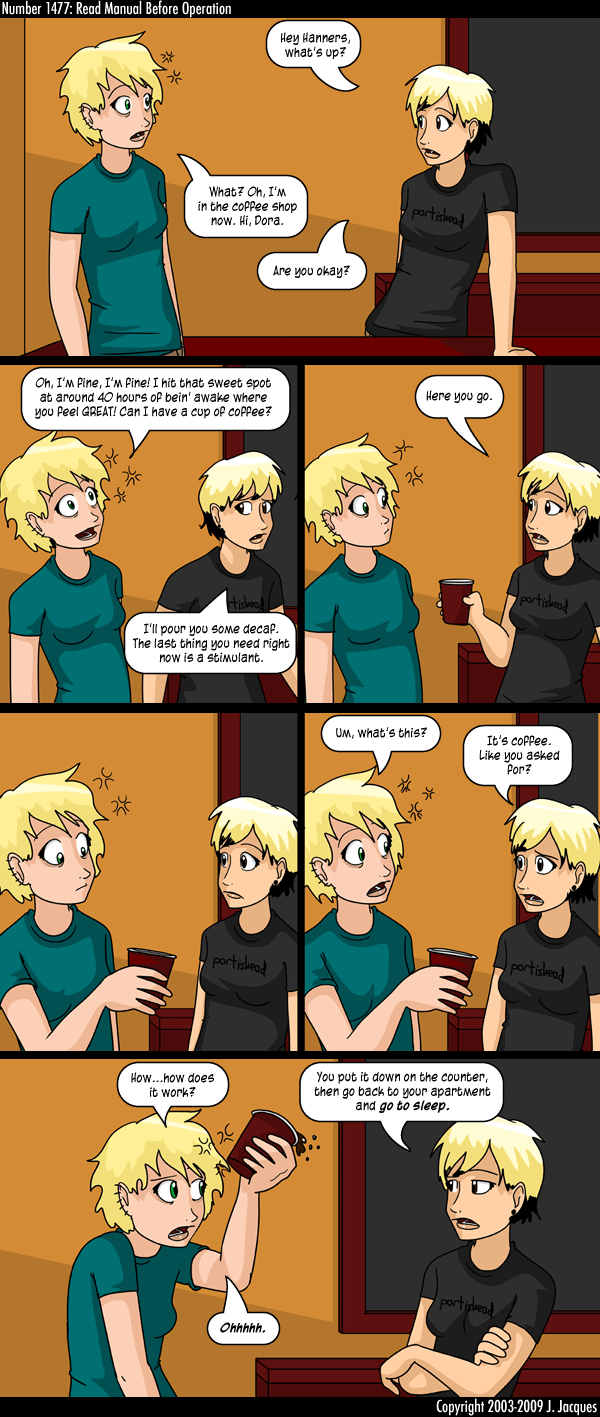 Number 1477: Read Manual Before Operation
Hey Hanners,
what's up?
What? Oh, I'm
in the coffee shop
now. Hi, Dora.
portishead
Are you okay?
Oh, I'm fine, I'm fine! I hit that sweet spot
at around 40 hours of bein' awake where
you feel GREAT! Can I have a cup of coffee?
tishead
I'll pour you some decaf.
The last thing you need right
now is a stimulant.
Here you go.
portishead
portishead
Um, what's this?
It's coffee.
Like you asked
for?
portishead
How...how does
it work?
You put it down on the counter,
then go back to your apartment
and go to sleep.
portishead
Ohhhhh.
Copyright 2003-2009 J. Jacques